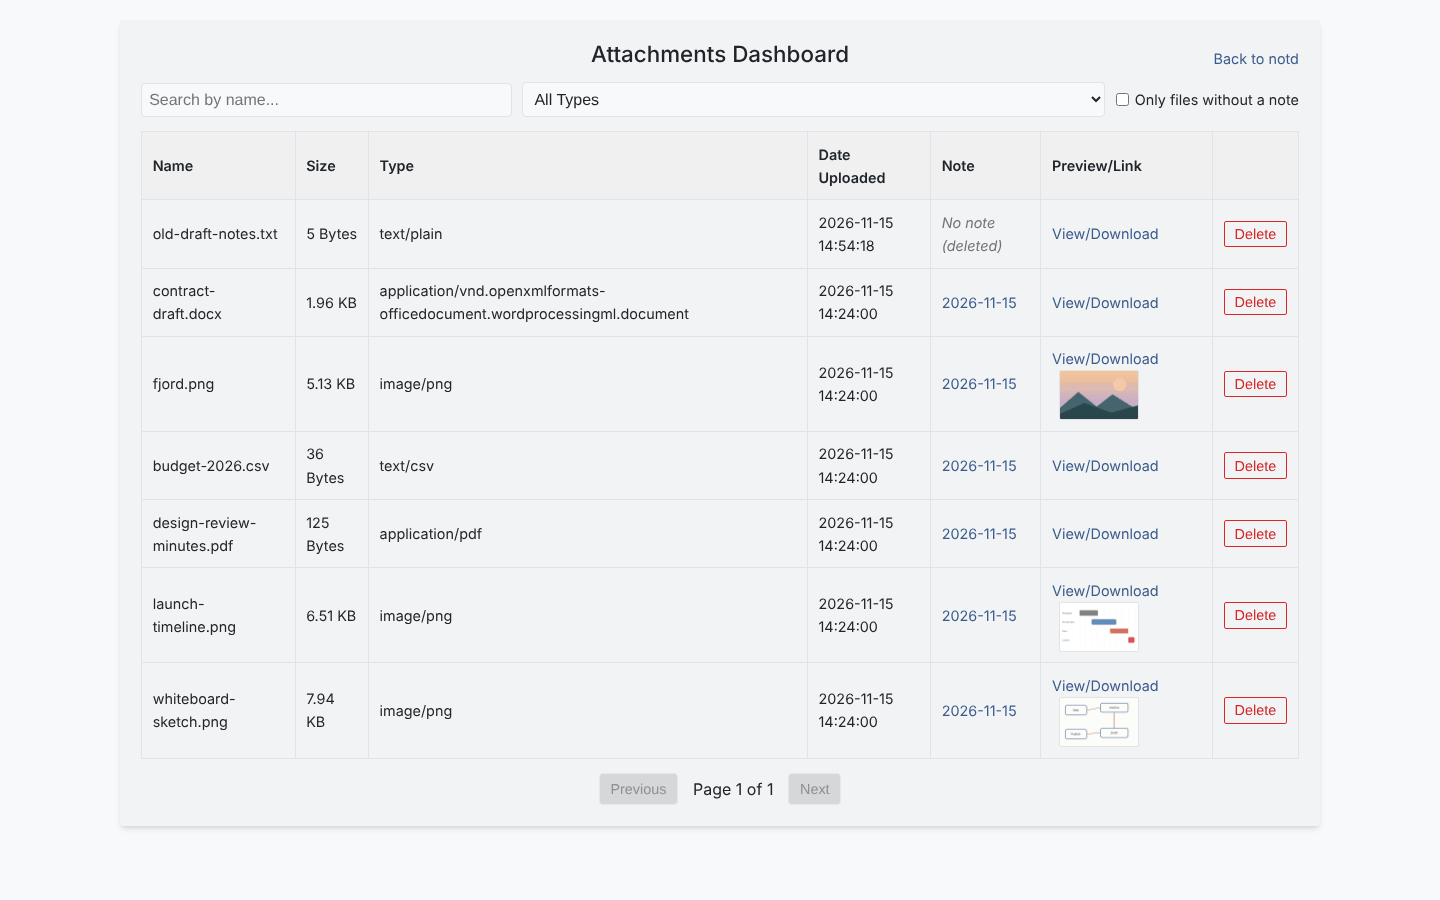 Attachments Dashboard
Back to notd
Search by name...
All Types
Only files without a note
Name
Size
Type
Date
Uploaded
Note
Preview/Link
old-draft-notes.txt
5 Bytes
text/plain
2026-11-15
14:54:18
No note
(deleted)
View/Download
Delete
contract-
draft.docx
1.96 KB
application/vnd.openxmlformats-
officedocument.wordprocessingml.document
2026-11-15
14:24:00
2026-11-15
View/Download
Delete
fjord.png
5.13 KB
image/png
2026-11-15
14:24:00
2026-11-15
View/Download
Delete
budget-2026.csv
36
Bytes
text/csv
2026-11-15
14:24:00
2026-11-15
View/Download
Delete
design-review-
minutes.pdf
125
Bytes
application/pdf
2026-11-15
14:24:00
2026-11-15
View/Download
Delete
launch-
timeline.png
6.51 KB
image/png
2026-11-15
14:24:00
2026-11-15
View/Download
Delete
whiteboard-
sketch.png
7.94
KB
image/png
2026-11-15
14:24:00
2026-11-15
View/Download
Delete
Previous
Page 1 of 1
Next